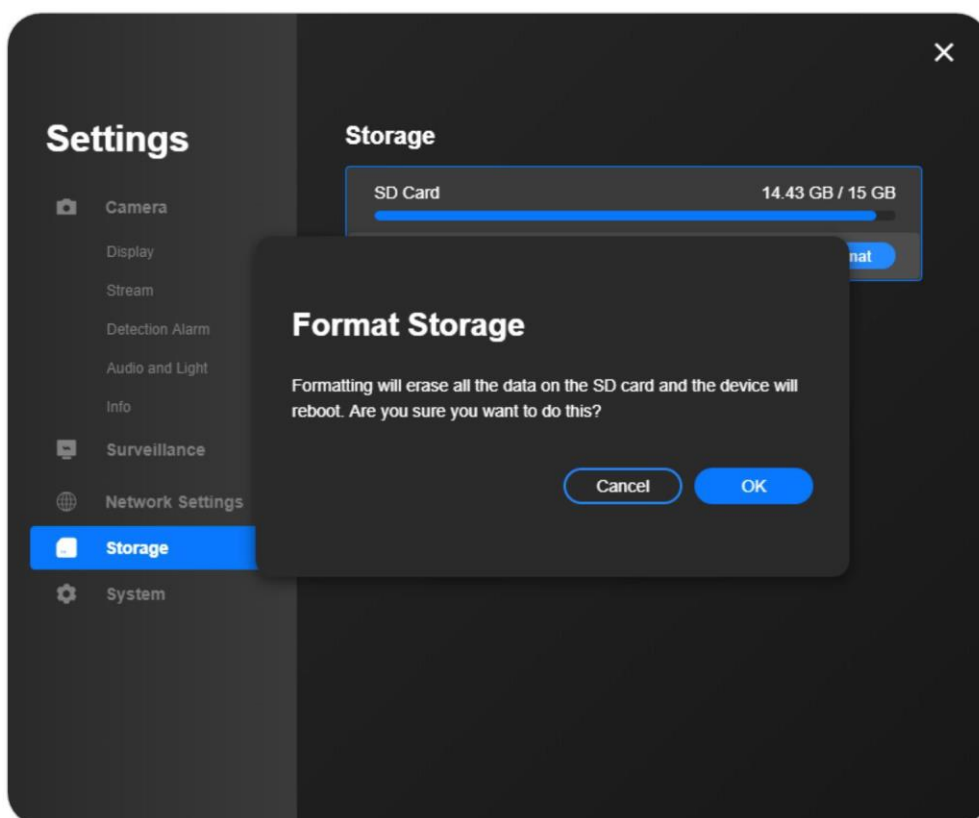 Settings
Camera
Display
Stream
Detection Alarm
Audio and Light
Info
Surveillance
Network Settings
Storage
System
Storage
SD Card
14.43 GB / 15 GB
Format Storage
Formatting will erase all the data on the SD card and the device will
reboot. Are you sure you want to do this?
Cancel
OK